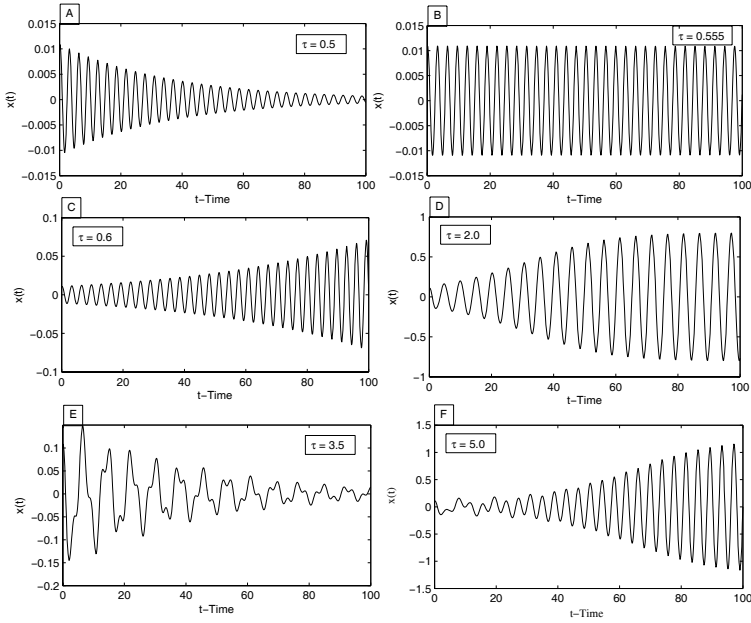 A
τ = 0.5
0.015
0.01
0.005
0
−0.005
−0.01
−0.015
x(t)
0 20 40 60 80 100
t−Time
B
τ = 0.555
0.015
0.01
0.005
0
−0.005
−0.01
−0.015
x(t)
0 20 40 60 80 100
t−Time
C
τ = 0.6
0.1
0.05
0
−0.05
−0.1
x(t)
0 20 40 60 80 100
t−Time
D
τ = 2.0
1
0.5
0
−0.5
−1
x(t)
0 20 40 60 80 100
t−Time
E
τ = 3.5
0.1
0.05
0
−0.05
−0.1
−0.15
−0.2
x(t)
0 20 40 60 80 100
t−Time
F
τ = 5.0
1.5
1
0.5
0
−0.5
−1
−1.5
x(t)
0 20 40 60 80 100
t−Time